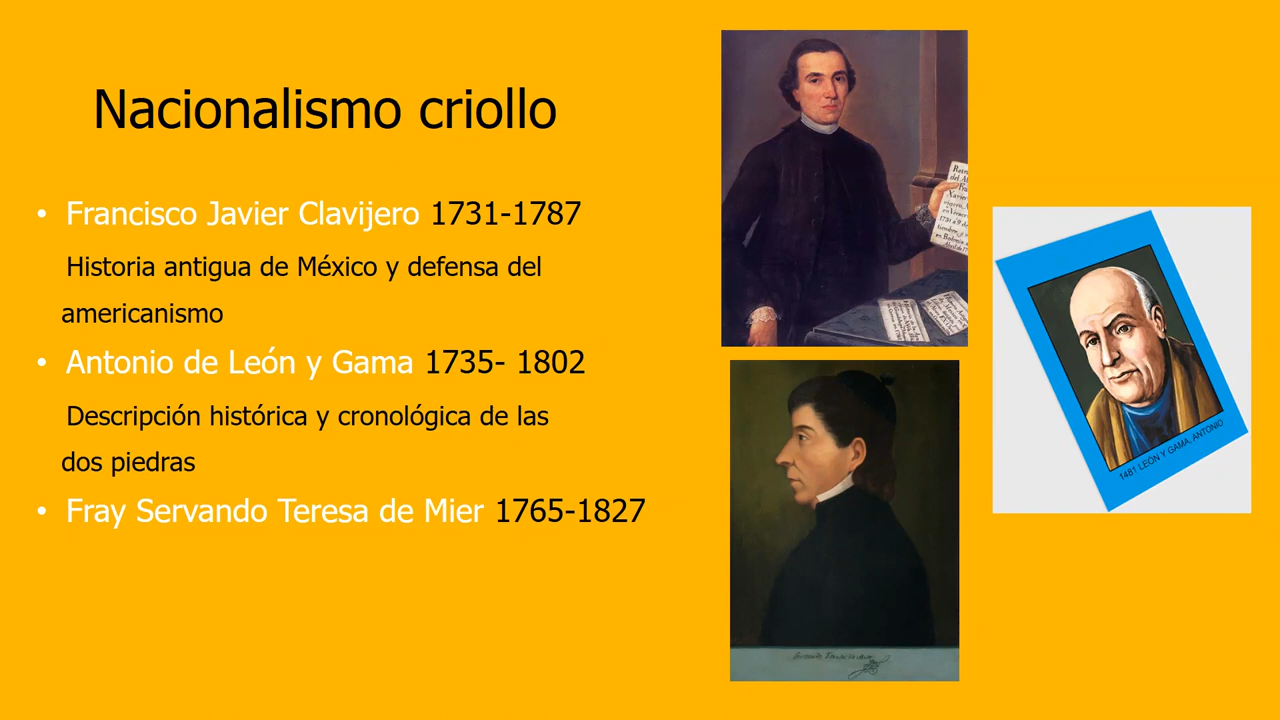 Nacionalismo criollo
• Francisco Javier Clavijero 1731-1787
Historia antigua de México y defensa del
americanismo
• Antonio de León y Gama 1735- 1802
Descripción histórica y cronológica de las
dos piedras
• Fray Servando Teresa de Mier 1765-1827
1481 LEÓN Y GAMA, ANTONIO